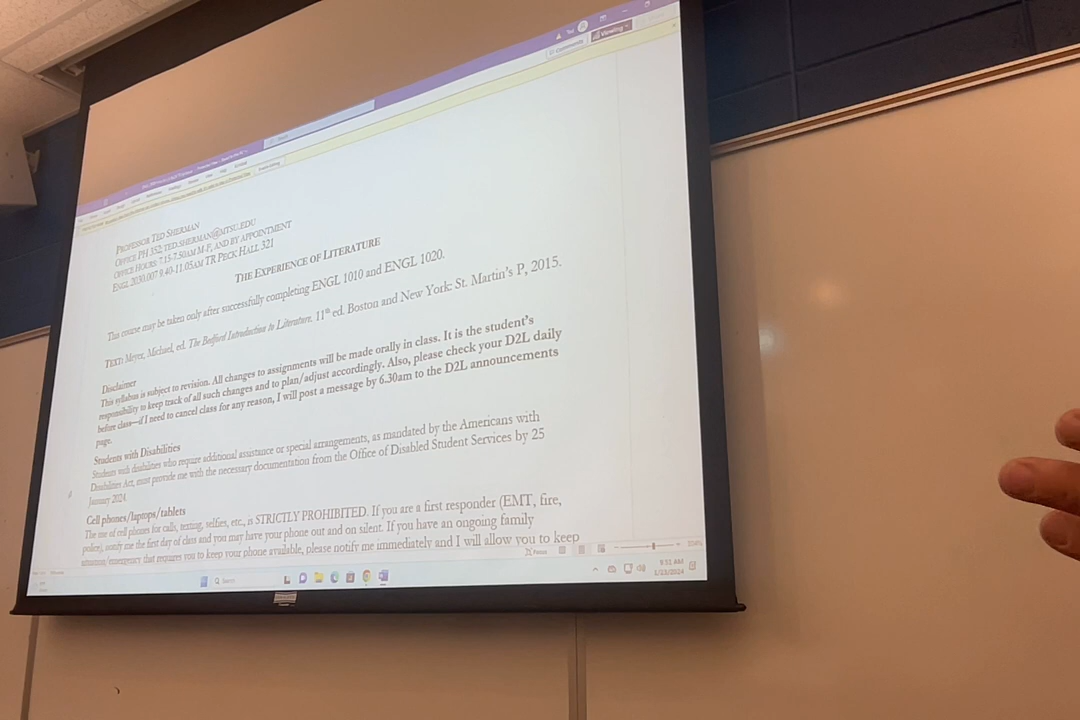 Comments
Viewing
Search
PROFESSOR TED SHERMAN
OFFICE PH 352; TED.SHERMAN@MTSU.EDU
OFFICE HOURS: 7.15-7.50AM M-F, AND BY APPOINTMENT
ENGL 2030.007 9.40-11.05AM TR PECK HALL 321
THE EXPERIENCE OF LITERATURE
This course may be taken only after successfully completing ENGL 1010 and ENGL 1020.
TEXT: Meyer, Michael, ed. The Bedford Introduction to Literature. 11th ed. Boston and New York: St. Martin's P, 2015.
Disclaimer
This syllabus is subject to revision. All changes to assignments will be made orally in class. It is the student's
responsibility to keep track of all such changes and to plan/adjust accordingly. Also, please check your D2L daily
before class—if I need to cancel class for any reason, I will post a message by 6.30am to the D2L announcements
page.
Students with Disabilities
Students with disabilities who require additional assistance or special arrangements, as mandated by the Americans with
Disabilities Act, must provide me with the necessary documentation from the Office of Disabled Student Services by 25
January 2024.
Cell phones/laptops/tablets
The use of cell phones for calls, texting, selfies, etc., is STRICTLY PROHIBITED. If you are a first responder (EMT, fire,
police), notify me the first day of class and you may have your phone out and on silent. If you have an ongoing family
situation/emergency that requires you to keep your phone available, please notify me immediately and I will allow you to keep
Focus
Search
9:51 AM
1/23/2024